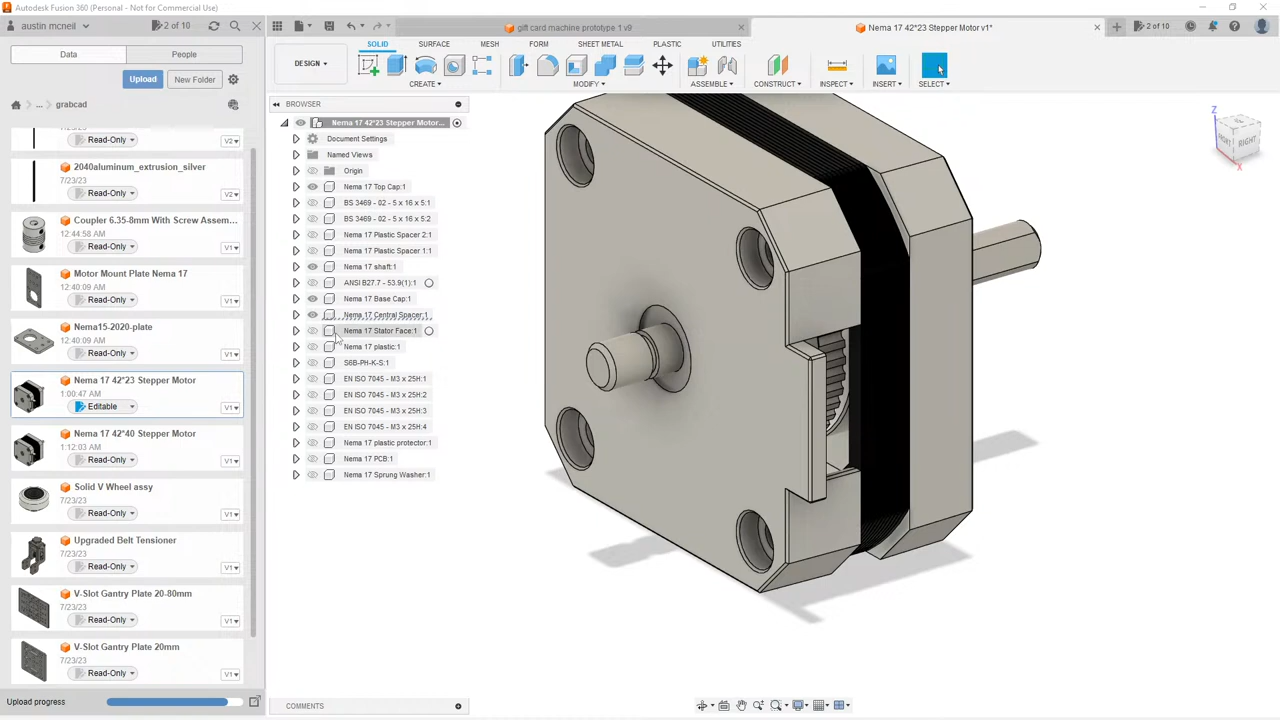 Autodesk Fusion 360 (Personal - Not for Commercial Use)
austin mcneil
2 of 10
gift card machine prototype 1 v9
Nema 17 42*23 Stepper Motor v1*
2 of 10
Data
People
Upload
New Folder
...
grabcad
Read-Only
V2
2040aluminum_extrusion_silver
7/23/23
Read-Only
V2
Coupler 6.35-8mm With Screw Assem...
12:44:58 AM
Read-Only
V1
Motor Mount Plate Nema 17
12:40:09 AM
Read-Only
V1
Nema15-2020-plate
12:40:09 AM
Read-Only
V1
Nema 17 42*23 Stepper Motor
1:00:47 AM
Editable
V1
Nema 17 42*40 Stepper Motor
1:12:03 AM
Read-Only
V1
Solid V Wheel assy
7/23/23
Read-Only
V1
Upgraded Belt Tensioner
12:40:08 AM
Read-Only
V1
V-Slot Gantry Plate 20-80mm
7/23/23
Read-Only
V1
V-Slot Gantry Plate 20mm
7/23/23
Read-Only
V1
Upload progress
DESIGN
SOLID
SURFACE
MESH
FORM
SHEET METAL
PLASTIC
UTILITIES
CREATE
MODIFY
ASSEMBLE
CONSTRUCT
INSPECT
INSERT
SELECT
BROWSER
Nema 17 42*23 Stepper Motor...
Document Settings
Named Views
Origin
Nema 17 Top Cap:1
BS 3469 - 02 - 5 x 16 x 5:1
BS 3469 - 02 - 5 x 16 x 5:2
Nema 17 Plastic Spacer 2:1
Nema 17 Plastic Spacer 1:1
Nema 17 shaft:1
ANSI B27.7 - 53.9(1):1
Nema 17 Base Cap:1
Nema 17 Central Spacer:1
Nema 17 Stator Face:1
Nema 17 plastic:1
S6B-PH-K-S:1
EN ISO 7045 - M3 x 25H:1
EN ISO 7045 - M3 x 25H:2
EN ISO 7045 - M3 x 25H:3
EN ISO 7045 - M3 x 25H:4
Nema 17 plastic protector:1
Nema 17 PCB:1
Nema 17 Sprung Washer:1
COMMENTS
Z
FRONT
RIGHT
X